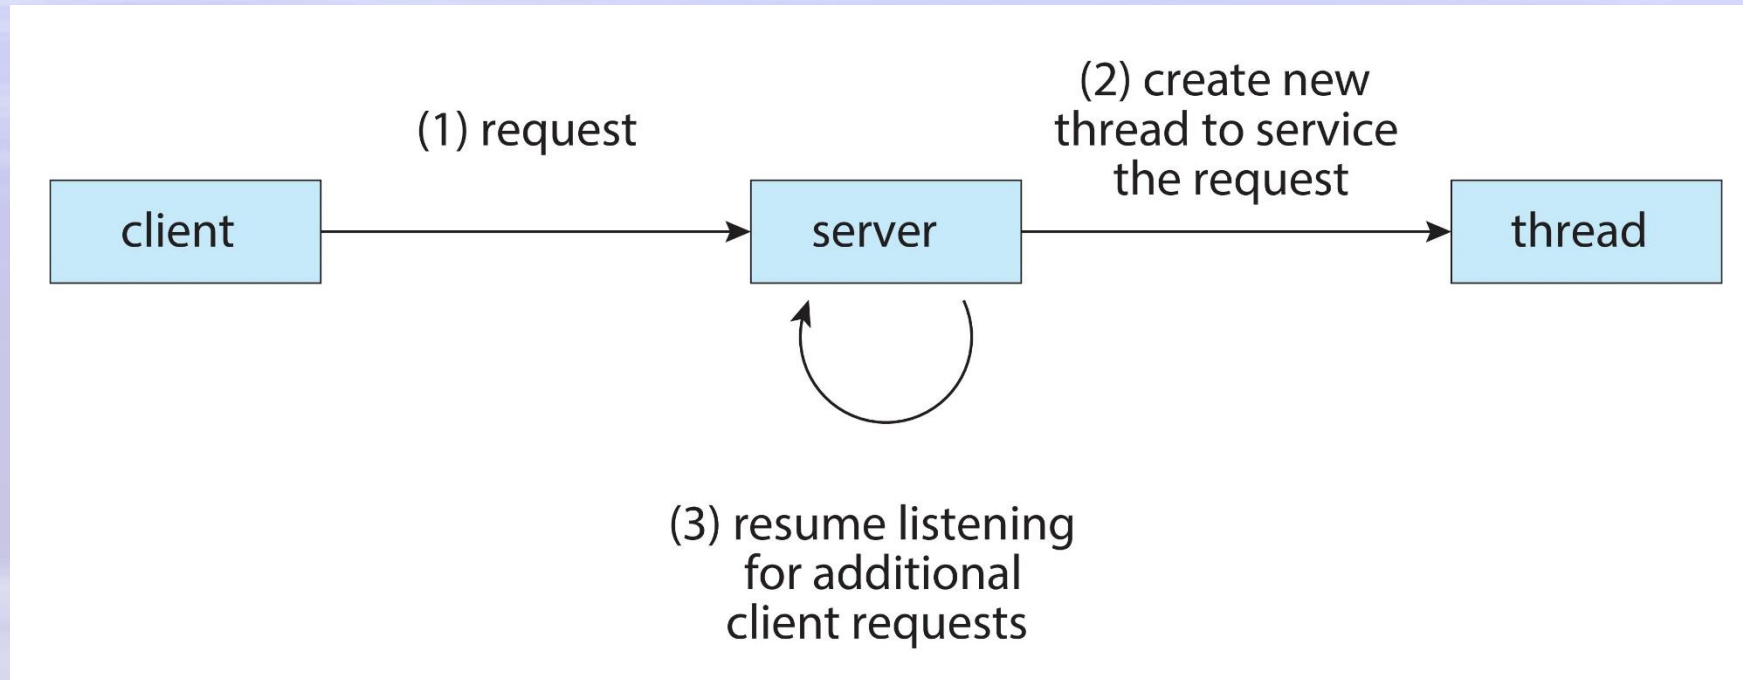 (1) request
(2) create new
thread to service
the request
client
server
thread
(3) resume listening
for additional
client requests